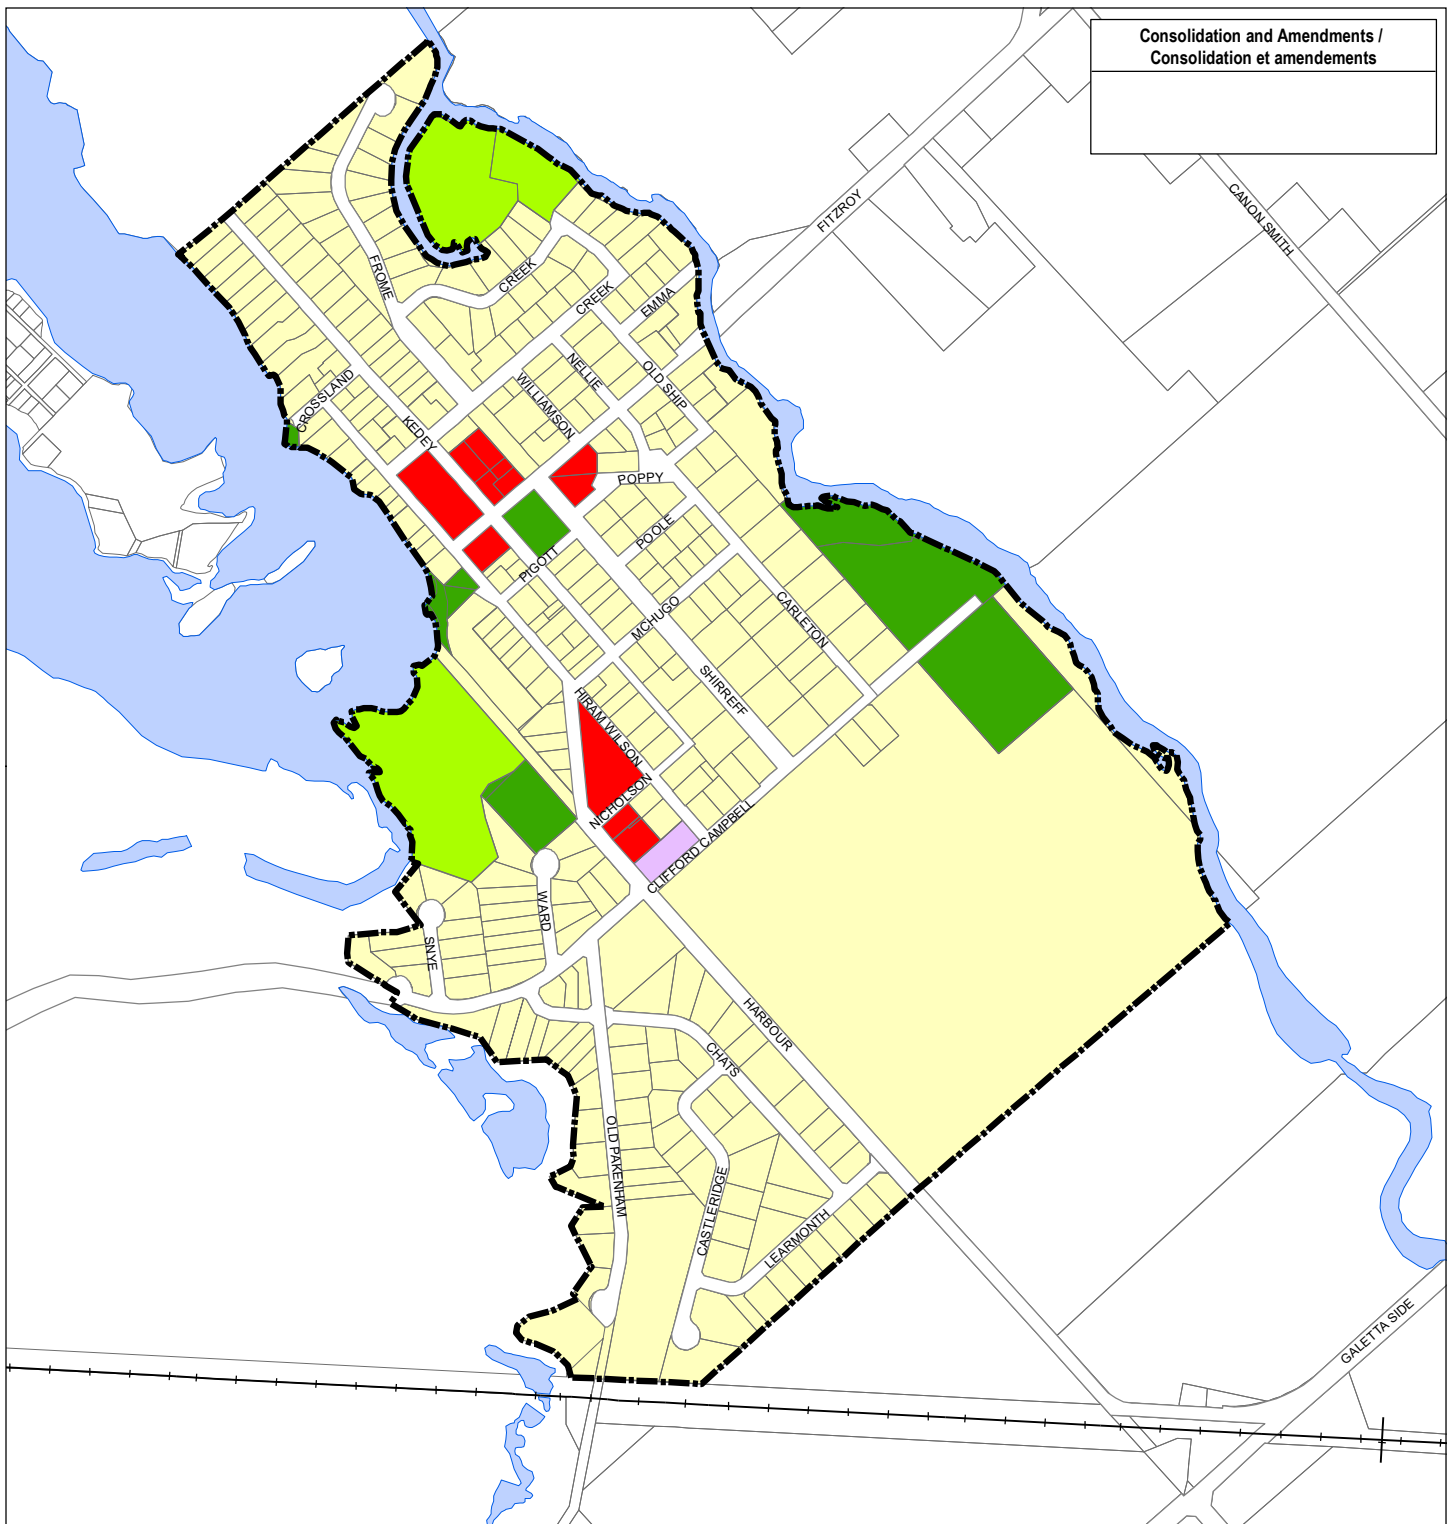 Consolidation and Amendments /
Consolidation et amendements
CANON SMITH
FITZROY
FROME
CREEK
CREEK
EMMA
NELLIE
OLD SHIP
WILLIAMSON
CROSSLAND
KEDEY
POPPY
POOLE
PIGOTT
MCHUGO
CARLETON
SHIRREFF
HIRAM WILSON
NICHOLSON
CLIFFORD CAMPBELL
WARD
SNYE
HARBOUR
CHATS
OLD PAKENHAM
CASTLERIDGE
LEARMONTH
GALETTA SIDE